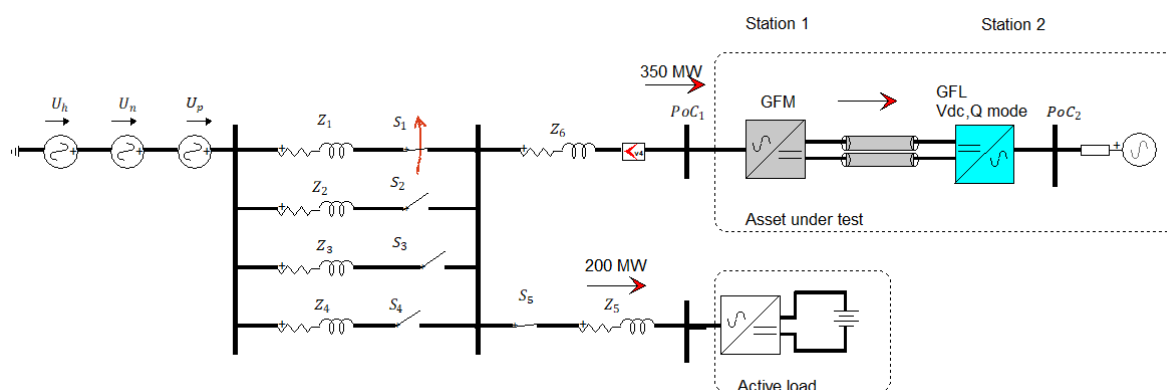 Station 1
Station 2
350 MW
U_h
U_n
U_p
Z_1
S_1
Z_6
PoC_1
GFM
GFL
Vdc,Q mode
PoC_2
Z_2
S_2
Z_3
S_3
Asset under test
200 MW
Z_4
S_4
S_5
Z_5
Active load